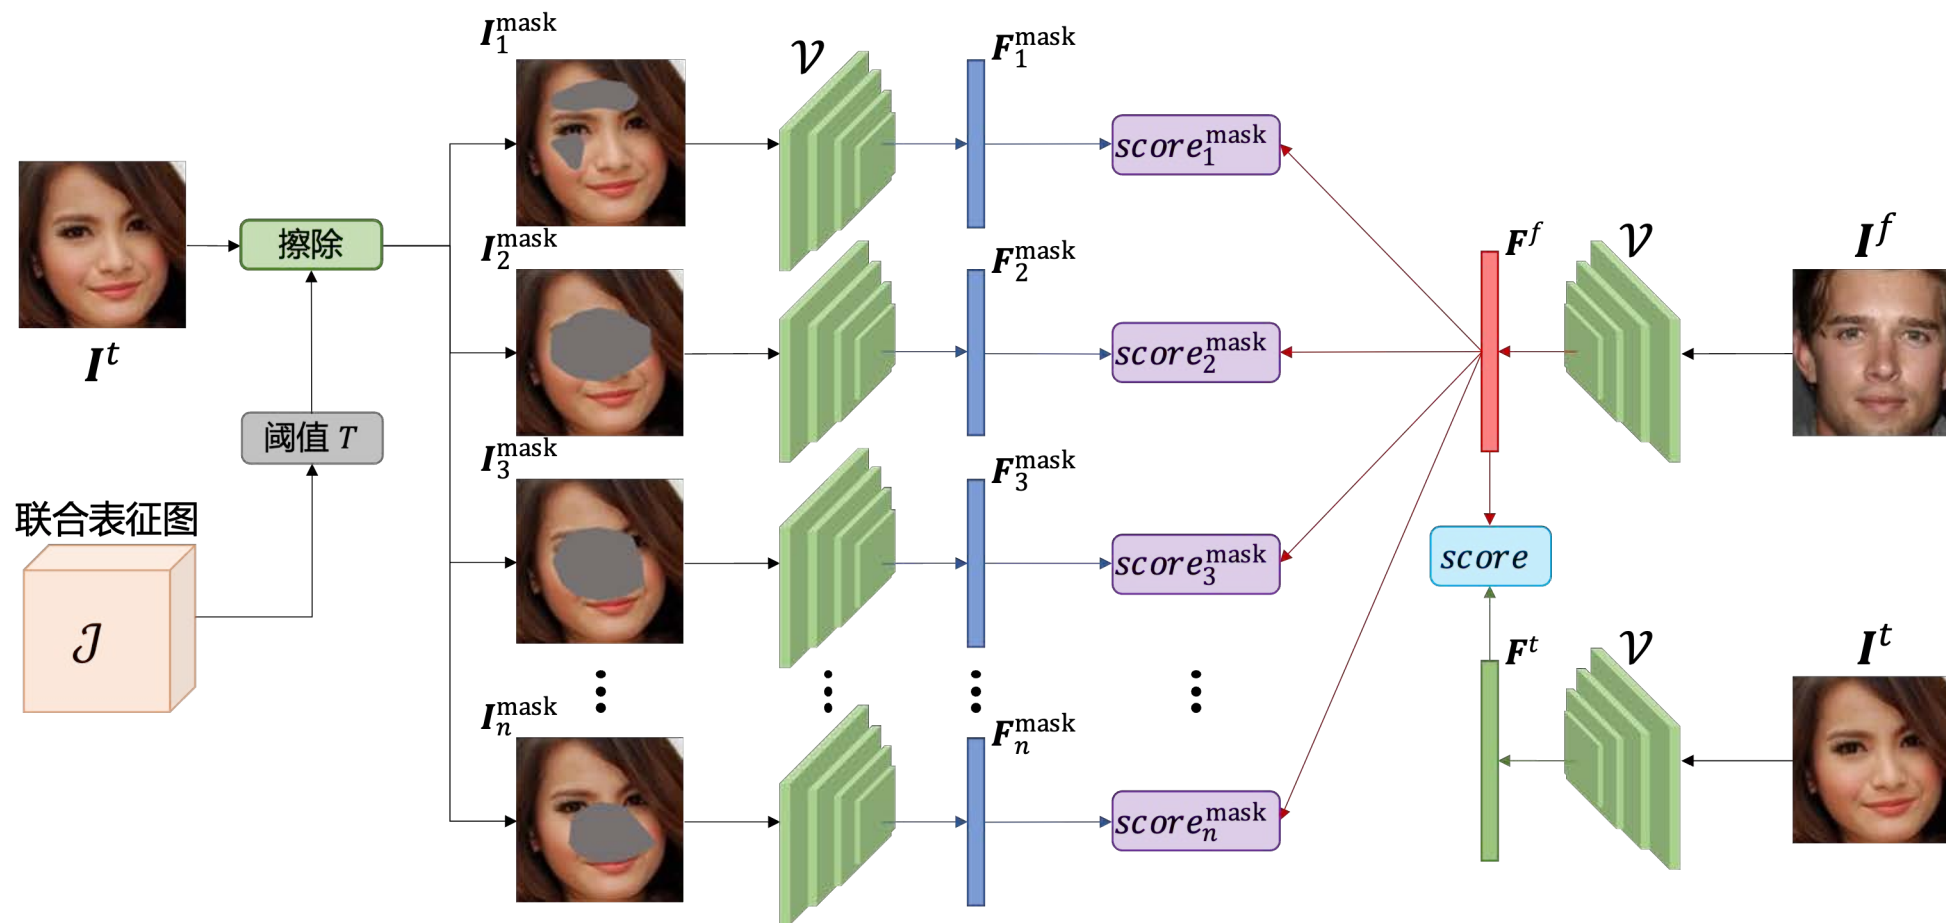 I^t
擦除
阈值 T
联合表征图
𝒥
I_1^mask
I_2^mask
I_3^mask
I_n^mask
𝒱
F_1^mask
F_2^mask
F_3^mask
F_n^mask
score_1^mask
score_2^mask
score_3^mask
score_n^mask
F^f
𝒱
I^f
score
F^t
𝒱
I^t